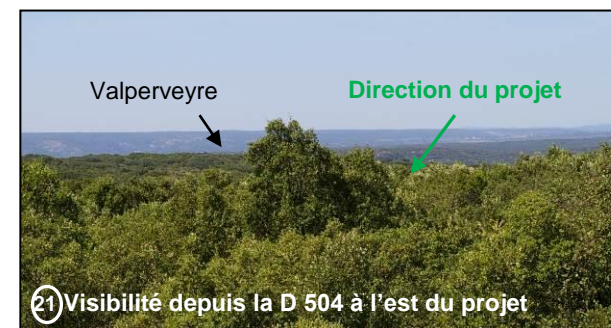 Valperveyre
Direction du projet
21 Visibilité depuis la D 504 à l'est du projet